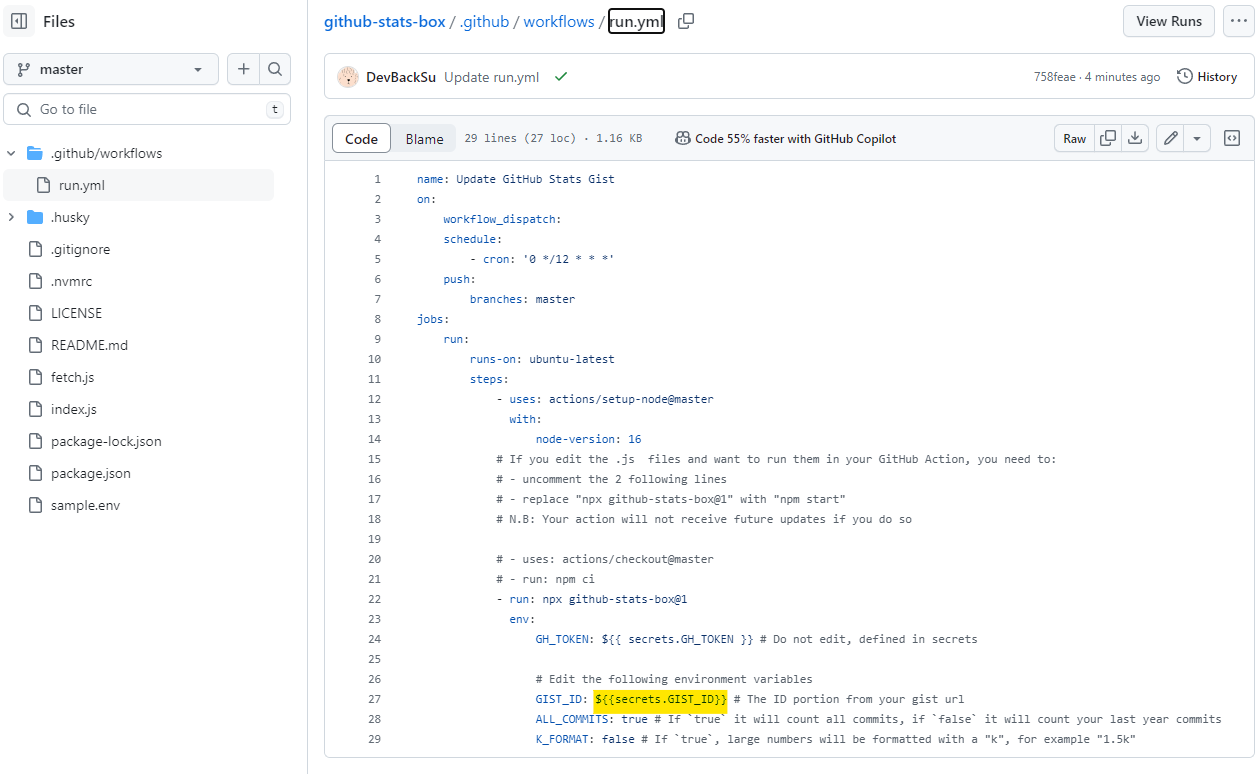 Files
master
Go to file
t
.github/workflows
run.yml
.husky
.gitignore
.nvmrc
LICENSE
README.md
fetch.js
index.js
package-lock.json
package.json
sample.env
github-stats-box / .github / workflows / run.yml
View Runs
DevBackSu Update run.yml
758feae · 4 minutes ago
History
Code
Blame
29 lines (27 loc) · 1.16 KB
Code 55% faster with GitHub Copilot
Raw
1 name: Update GitHub Stats Gist
2 on:
3 workflow_dispatch:
4 schedule:
5 - cron: '0 */12 * * *'
6 push:
7 branches: master
8 jobs:
9 run:
10 runs-on: ubuntu-latest
11 steps:
12 - uses: actions/setup-node@master
13 with:
14 node-version: 16
15 # If you edit the .js  files and want to run them in your GitHub Action, you need to:
16 # - uncomment the 2 following lines
17 # - replace "npx github-stats-box@1" with "npm start"
18 # N.B: Your action will not receive future updates if you do so
19
20 # - uses: actions/checkout@master
21 # - run: npm ci
22 - run: npx github-stats-box@1
23 env:
24 GH_TOKEN: ${{ secrets.GH_TOKEN }} # Do not edit, defined in secrets
25
26 # Edit the following environment variables
27 GIST_ID: ${{secrets.GIST_ID}} # The ID portion from your gist url
28 ALL_COMMITS: true # If `true` it will count all commits, if `false` it will count your last year commits
29 K_FORMAT: false # If `true`, large numbers will be formatted with a "k", for example "1.5k"